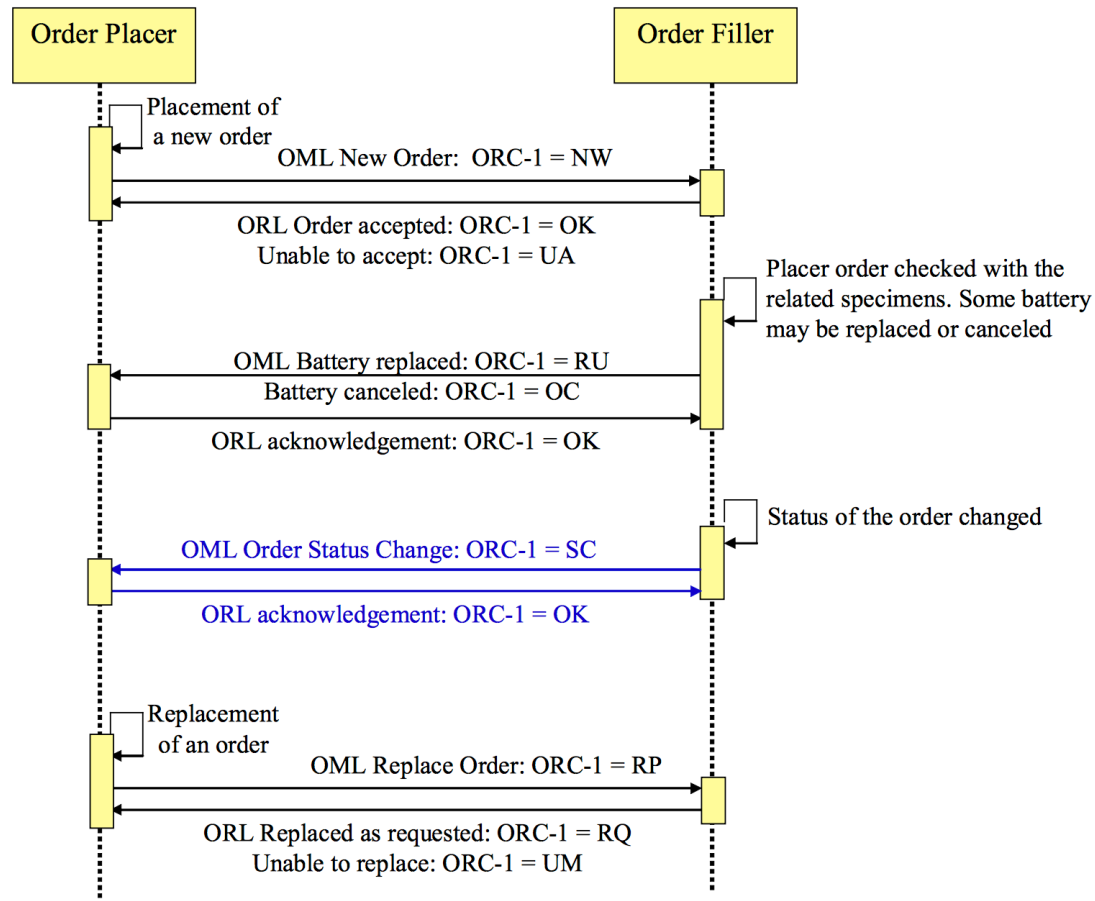 Order Placer
Order Filler
Placement of
a new order
OML New Order:  ORC-1 = NW
ORL Order accepted: ORC-1 = OK
Unable to accept: ORC-1 = UA
Placer order checked with the
related specimens. Some battery
may be replaced or canceled
OML Battery replaced: ORC-1 = RU
Battery canceled: ORC-1 = OC
ORL acknowledgement: ORC-1 = OK
Status of the order changed
OML Order Status Change: ORC-1 = SC
ORL acknowledgement: ORC-1 = OK
Replacement
of an order
OML Replace Order: ORC-1 = RP
ORL Replaced as requested: ORC-1 = RQ
Unable to replace: ORC-1 = UM